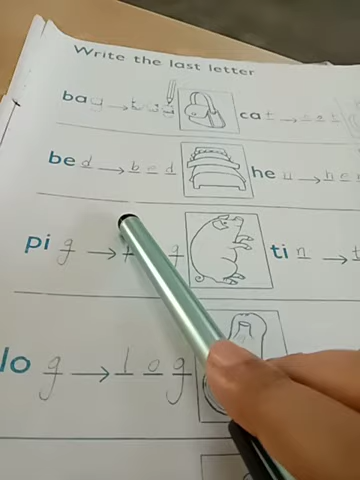 Write the last letter
bag → bag cat → cat
bed → bed hen → hen
pig → g tin → t
log → log